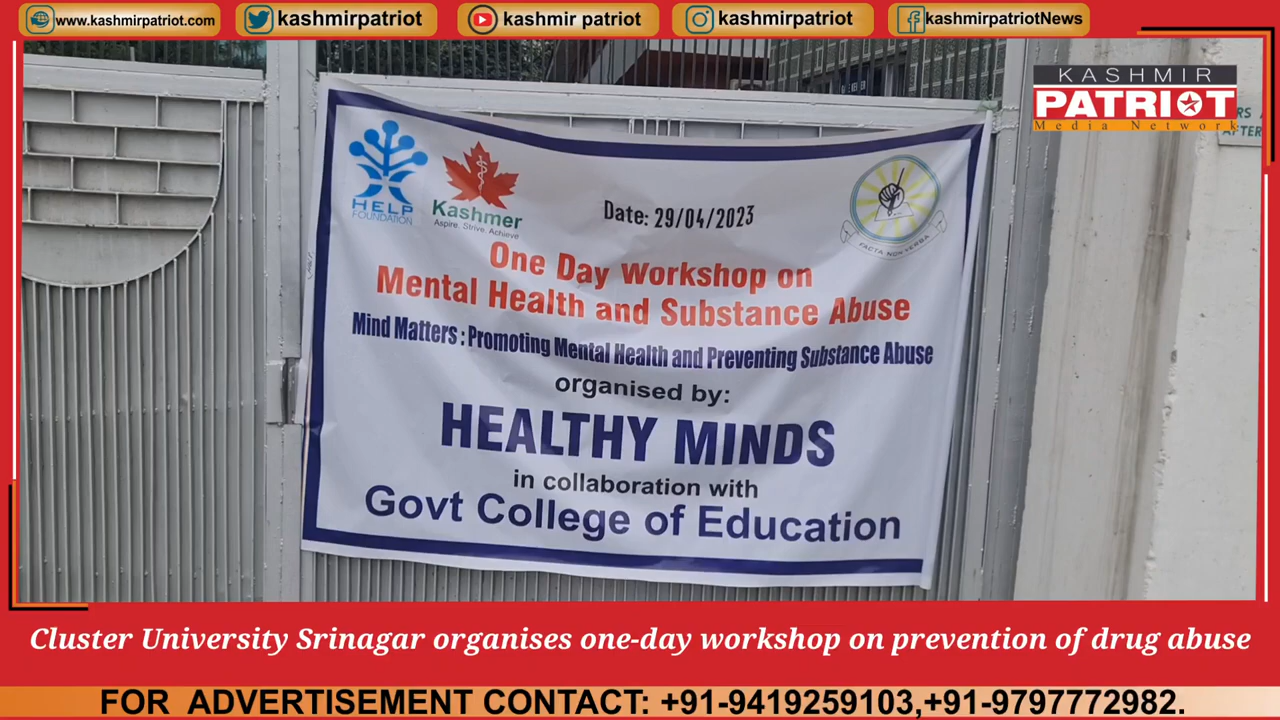 www.kashmirpatriot.com
kashmirpatriot
kashmir patriot
kashmirpatriot
kashmirpatriotNews
KASHMIR
PATRIOT
Media Network
RS
AFTER
HELP
FOUNDATION
Kashmer
Aspire. Strive. Achieve
Date: 29/04/2023
FACTA NON VERBA
One Day Workshop on
Mental Health and Substance Abuse
Mind Matters : Promoting Mental Health and Preventing Substance Abuse
organised by:
HEALTHY MINDS
in collaboration with
Govt College of Education
Cluster University Srinagar organises one-day workshop on prevention of drug abuse
FOR ADVERTISEMENT CONTACT: +91-9419259103,+91-9797772982.